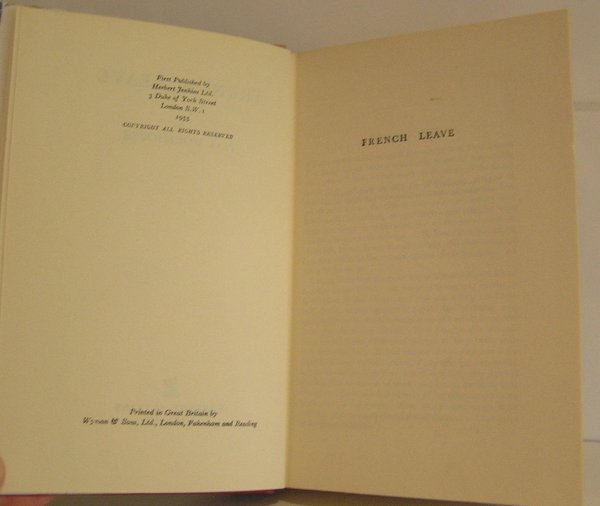 First Published by
Herbert Jenkins Ltd.
3 Duke of York Street
London S.W.1
1955
COPYRIGHT ALL RIGHTS RESERVED
Printed in Great Britain by
Wyman & Sons, Ltd., London, Fakenham and Reading
FRENCH LEAVE